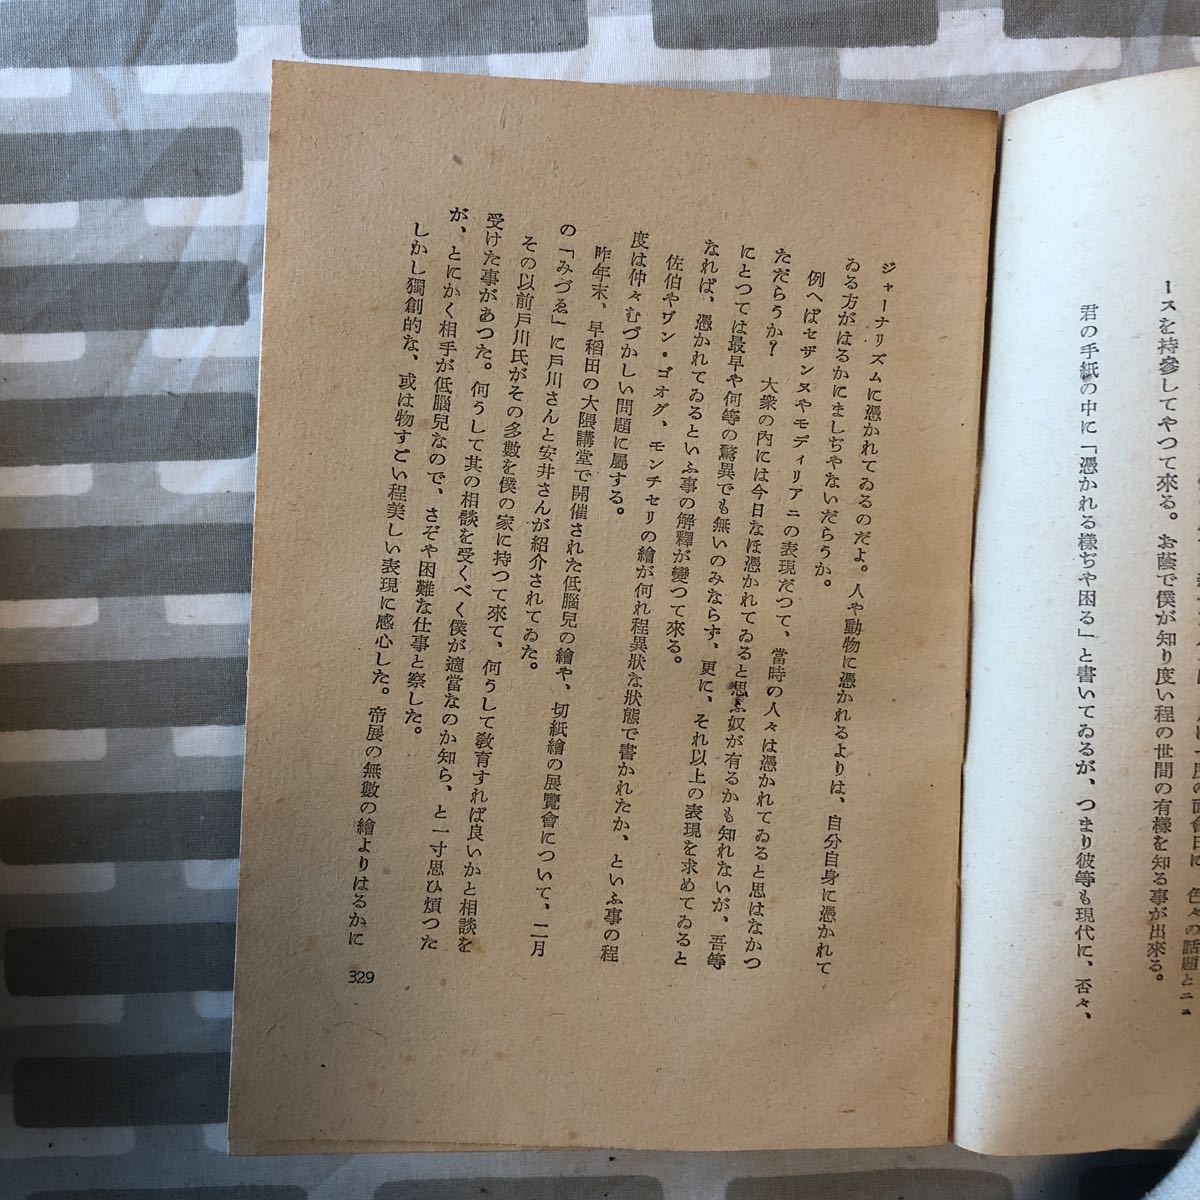 色々の話題とニュ
ースを持參してやつて來る。お蔭で僕が知り度い程の世間の有樣を知る事が出來る。
君の手紙の中に「憑かれる樣ぢや困る」と書いてゐるが、つまり彼等も現代に、否々、
ジャーナリズムに憑かれてゐるのだよ。人や動物に憑かれるよりは、自分自身に憑かれて
ゐる方がはるかにましぢやないだらうか。
例へばセザンヌやモディリアニの表現だつて、當時の人々は憑かれてゐると思はなかつ
ただらうか? 大衆の内には今日なほ憑かれてゐると思ふ奴が有るかも知れないが、吾等
にとつては最早や何等の驚異でも無いのみならず、更に、それ以上の表現を求めてゐると
なれば、憑かれてゐるといふ事の解釋が變つて來る。
佐伯やヷン・ゴオグ、モンチセリの繪が何れ程異狀な狀態で書かれたか、といふ事の程
度は仲々むづかしい問題に屬する。
昨年末、早稻田の大隈講堂で開催された低腦兒の繪や、切紙繪の展覽會について、二月
の「みづゑ」に戸川さんと安井さんが紹介されてゐた。
その以前戸川氏がその多數を僕の家に持つて來て、何うして敎育すれば良いかと相談を
受けた事があつた。何うして其の相談を受くべく僕が適當なのか知ら、と一寸思ひ煩つた
が、とにかく相手が低腦兒なので、さぞや困難な仕事と察した。
しかし獨創的な、或は物すごい程美しい表現に感心した。帝展の無數の繪よりはるかに
329